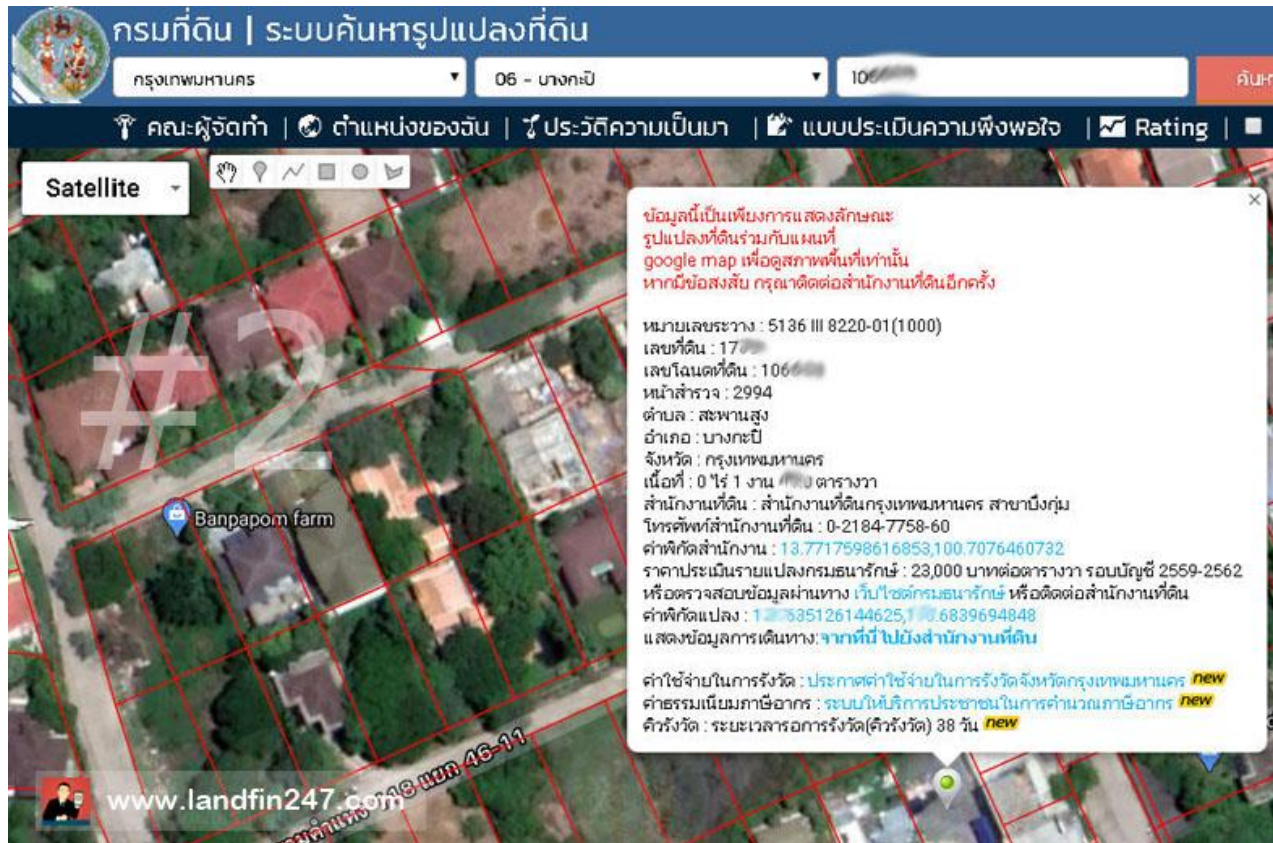 กรมที่ดิน | ระบบค้นหารูปแปลงที่ดิน
กรุงเทพมหานคร 06 - บางกะปิ 106
คณะผู้จัดทำ | ตำแหน่งของฉัน | ประวัติความเป็นมา | แบบประเมินความพึงพอใจ | Rating |
Satellite
ข้อมูลนี้เป็นเพียงการแสดงลักษณะ
รูปแปลงที่ดินร่วมกับแผนที่
google map เพื่อดูสภาพพื้นที่เท่านั้น
หากมีข้อสงสัย กรุณาติดต่อสำนักงานที่ดินอีกครั้ง
หมายเลขระวาง : 5136 III 8220-01(1000)
เลขที่ดิน : 17
เลขโฉนดที่ดิน : 106
หน้าสำรวจ : 2994
ตำบล : สะพานสูง
อำเภอ : บางกะปิ
จังหวัด : กรุงเทพมหานคร
เนื้อที่ : 0 ไร่ 1 งาน ตารางวา
สำนักงานที่ดิน : สำนักงานที่ดินกรุงเทพมหานคร สาขาบึงกุ่ม
โทรศัพท์สำนักงานที่ดิน : 0-2184-7758-60
ค่าพิกัดสำนักงาน : 13.7717598616853,100.7076460732
ราคาประเมินรายแปลงกรมธนารักษ์ : 23,000 บาทต่อตารางวา รอบบัญชี 2559-2562
หรือตรวจสอบข้อมูลผ่านทาง เว็บไซต์กรมธนารักษ์ หรือติดต่อสำนักงานที่ดิน
ค่าพิกัดแปลง : 1 635126144625,1 .6839694848
แสดงข้อมูลการเดินทาง: จากที่นี่ ไปยังสำนักงานที่ดิน
ค่าใช้จ่ายในการรังวัด : ประกาศค่าใช้จ่ายในการรังวัดจังหวัดกรุงเทพมหานคร new
ค่าธรรมเนียมภาษีอากร : ระบบให้บริการประชาชนในการคำนวณภาษีอากร new
คิวรังวัด : ระยะเวลารอการรังวัด(คิวรังวัด) 38 วัน new
#2
Banpapom farm
แยก 46-11
www.landfin247.com